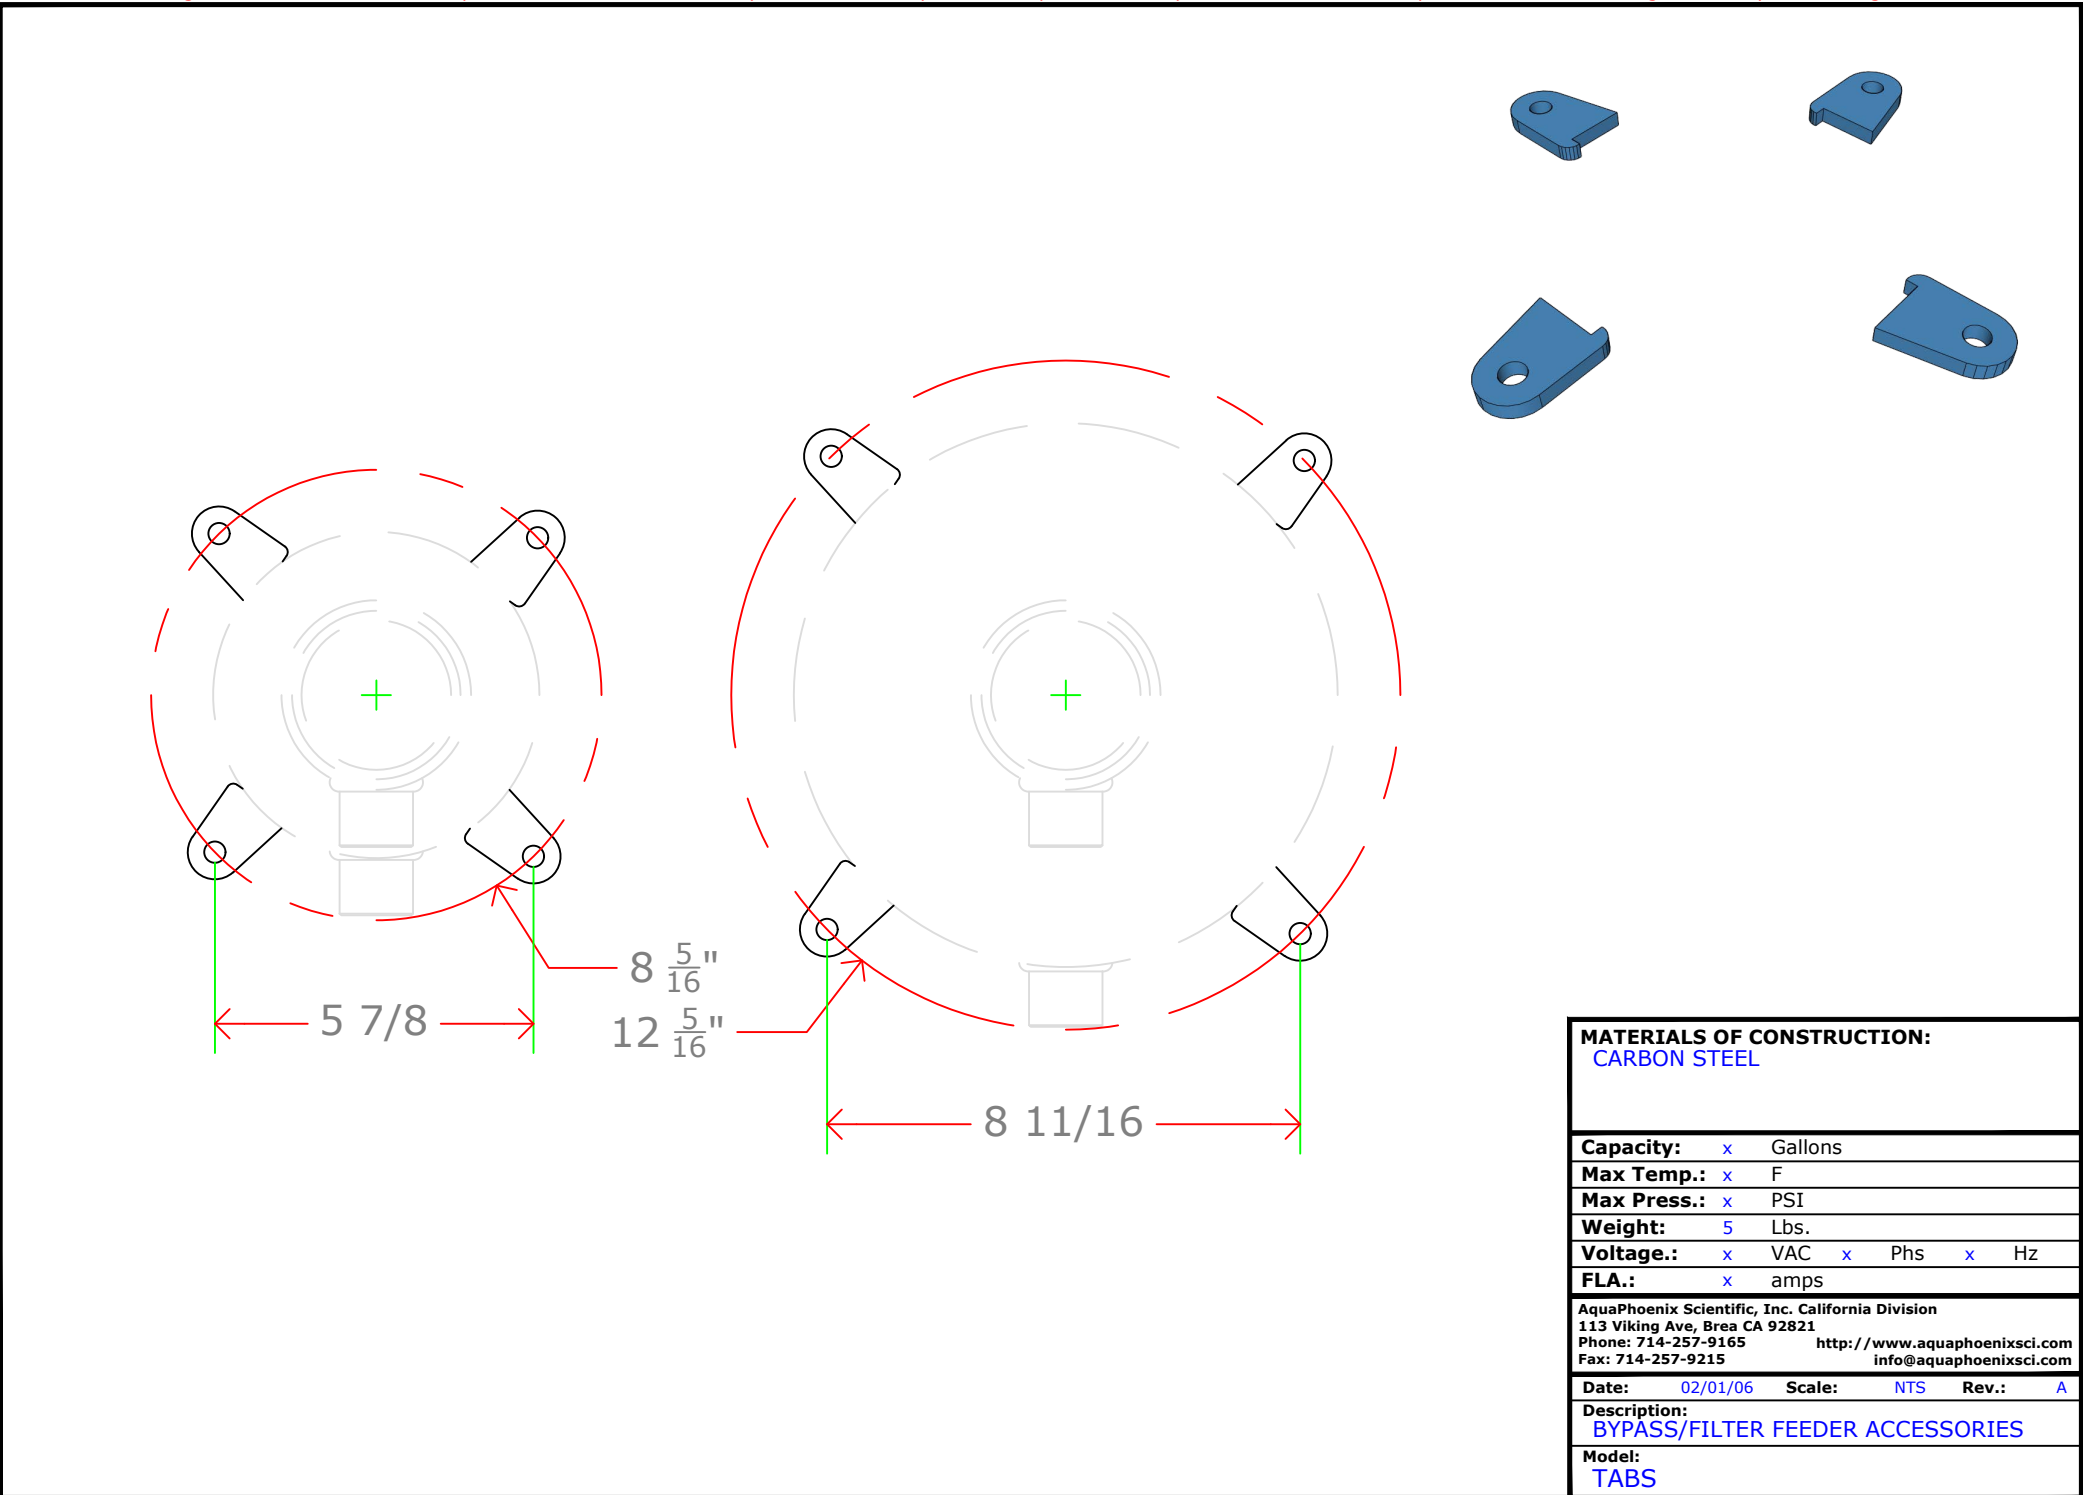 8 5/16"
5 7/8
12 5/16"
8 11/16
MATERIALS OF CONSTRUCTION:
CARBON STEEL
Capacity: x Gallons
Max Temp.: x F
Max Press.: x PSI
Weight: 5 Lbs.
Voltage.: x VAC x Phs x Hz
FLA.: x amps
AquaPhoenix Scientific, Inc. California Division
113 Viking Ave, Brea CA 92821
Phone: 714-257-9165 http://www.aquaphoenixsci.com
Fax: 714-257-9215 info@aquaphoenixsci.com
Date: 02/01/06 Scale: NTS Rev.: A
Description:
BYPASS/FILTER FEEDER ACCESSORIES
Model:
TABS